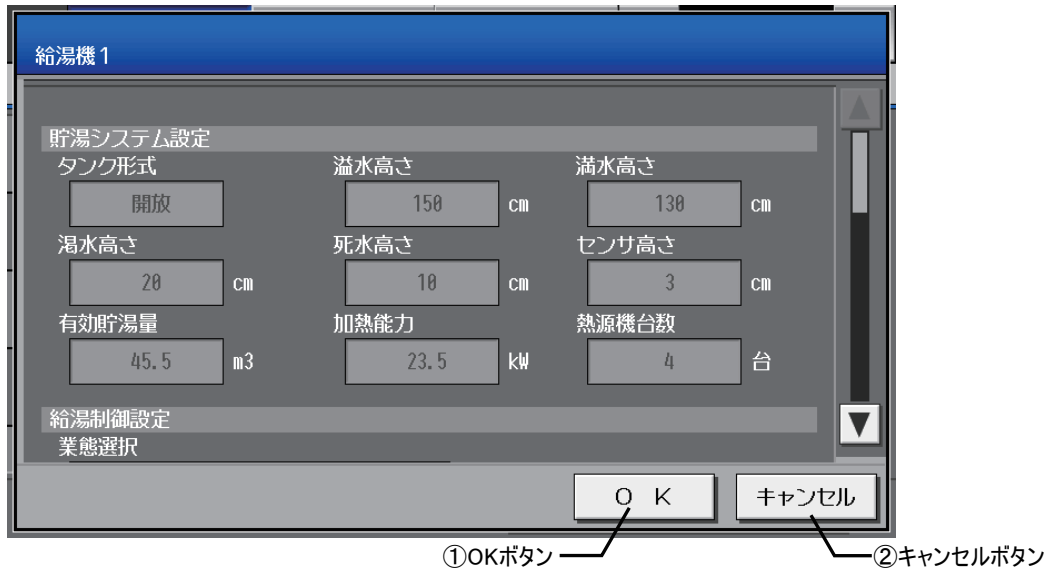 給湯機1
貯湯システム設定
タンク形式 溢水高さ 満水高さ
開放 150 cm 130 cm
渇水高さ 死水高さ センサ高さ
20 cm 10 cm 3 cm
有効貯湯量 加熱能力 熱源機台数
45.5 m3 23.5 kW 4 台
給湯制御設定
業態選択
OK キャンセル
①OKボタン ②キャンセルボタン